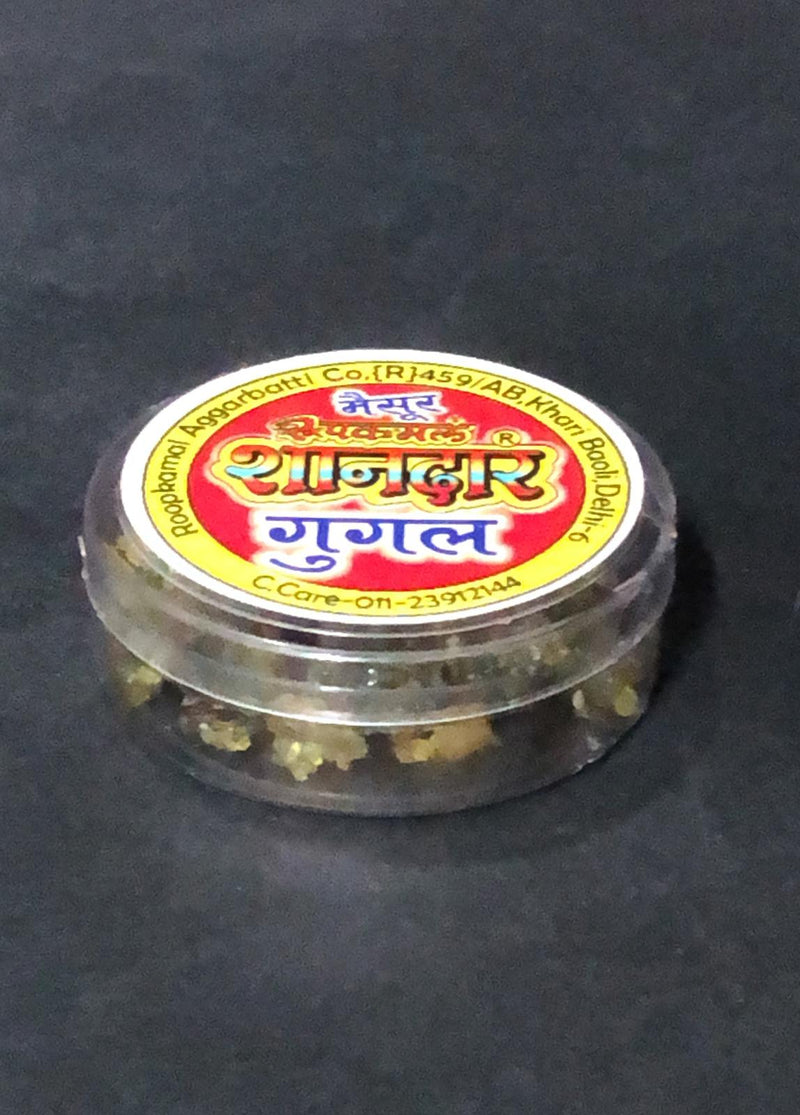 Roopkamal Aggarbatti Co.{R}459/AB,Khari Baoli,Delhi-6
मैसूर
रूपकमल
शानदार
®
गुगल
C.Care-011-23912144